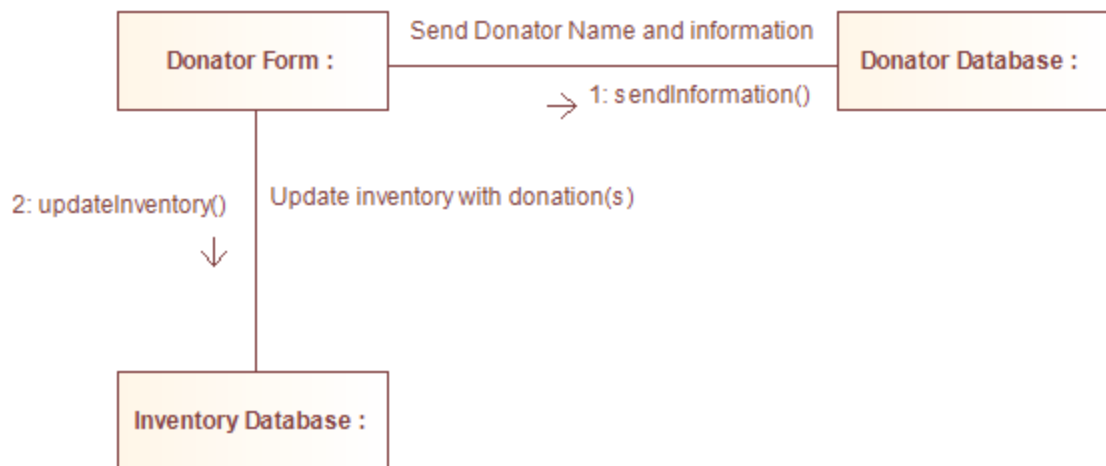 Send Donator Name and information
Donator Form :
Donator Database :
1: sendInformation()
2: updateInventory()
Update inventory with donation(s)
Inventory Database :